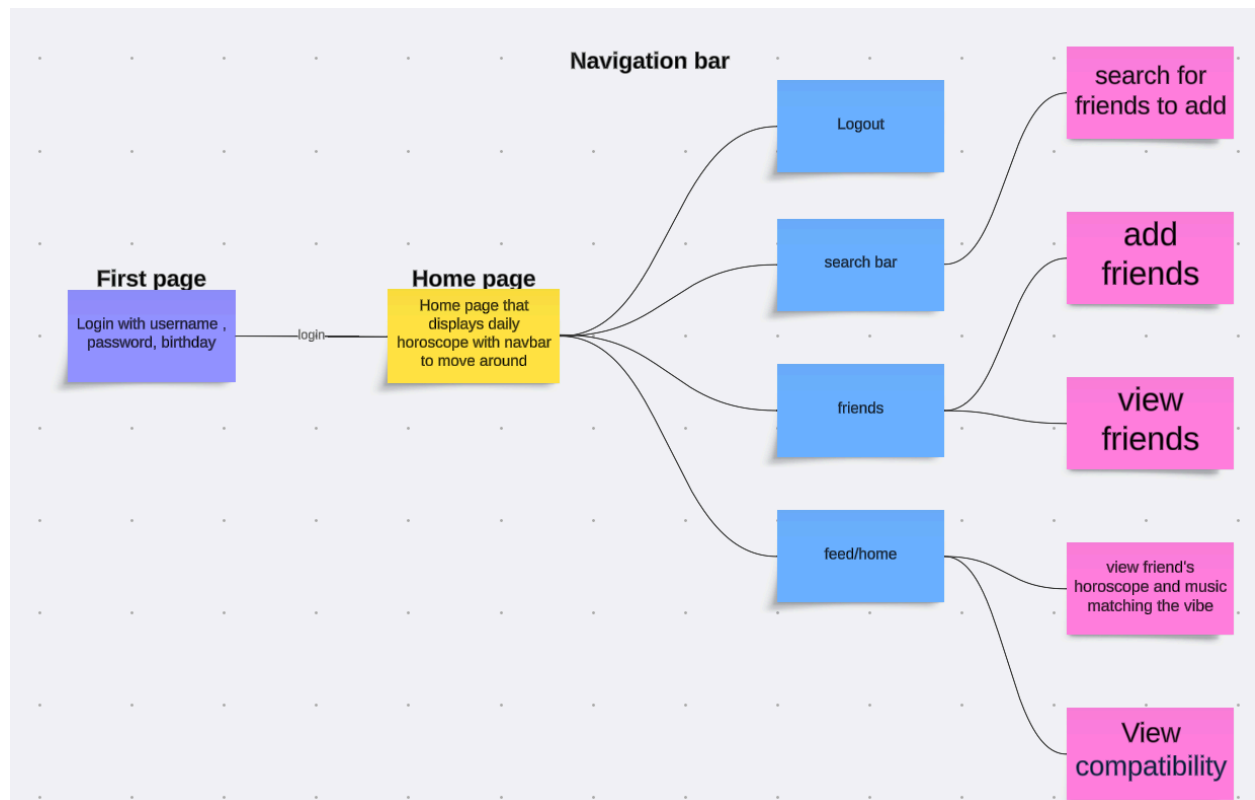 Navigation bar
First page
Login with username ,
password, birthday
login
Home page
Home page that
displays daily
horoscope with navbar
to move around
Logout
search bar
friends
feed/home
search for
friends to add
add
friends
view
friends
view friend's
horoscope and music
matching the vibe
View
compatibility